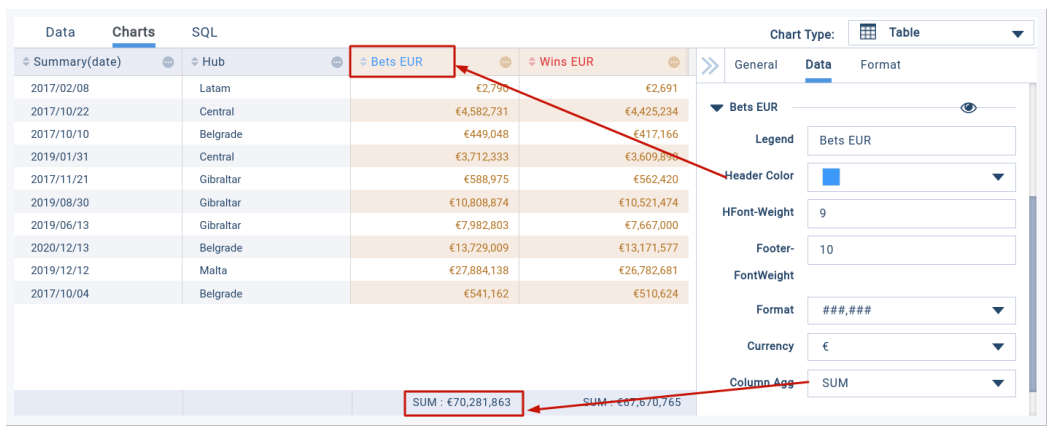 Data Charts SQL
Chart Type: Table
Summary(date) Hub Bets EUR Wins EUR
General Data Format
2017/02/08 Latam €2,790 €2,691
2017/10/22 Central €4,582,731 €4,425,234
2017/10/10 Belgrade €449,048 €417,166
2019/01/31 Central €3,712,333
2017/11/21 Gibraltar €588,975 €562,420
2019/08/30 Gibraltar €10,808,874 €10,521,474
2019/06/13 Gibraltar €7,982,803 €7,667,000
2020/12/13 Belgrade €13,729,009 €13,171,577
2019/12/12 Malta €27,884,138 €26,782,681
2017/10/04 Belgrade €541,162 €510,624
SUM : €70,281,863 SUM : €67,670,765
Bets EUR
Legend Bets EUR
Header Color
HFont-Weight 9
Footer- 10
FontWeight
Format ###,###
Currency €
Column Agg SUM